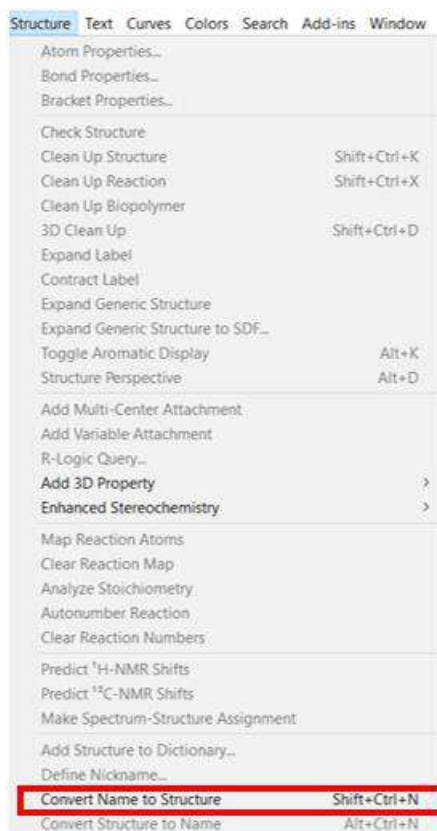 Structure Text Curves Colors Search Add-ins Window
Atom Properties...
Bond Properties...
Bracket Properties...
Check Structure
Clean Up Structure Shift+Ctrl+K
Clean Up Reaction Shift+Ctrl+X
Clean Up Biopolymer
3D Clean Up Shift+Ctrl+D
Expand Label
Contract Label
Expand Generic Structure
Expand Generic Structure to SDF...
Toggle Aromatic Display Alt+K
Structure Perspective Alt+D
Add Multi-Center Attachment
Add Variable Attachment
R-Logic Query...
Add 3D Property >
Enhanced Stereochemistry >
Map Reaction Atoms
Clear Reaction Map
Analyze Stoichiometry
Autonumber Reaction
Clear Reaction Numbers
Predict ¹H-NMR Shifts
Predict ¹³C-NMR Shifts
Make Spectrum-Structure Assignment
Add Structure to Dictionary...
Define Nickname...
Convert Name to Structure Shift+Ctrl+N
Convert Structure to Name Alt+Ctrl+N